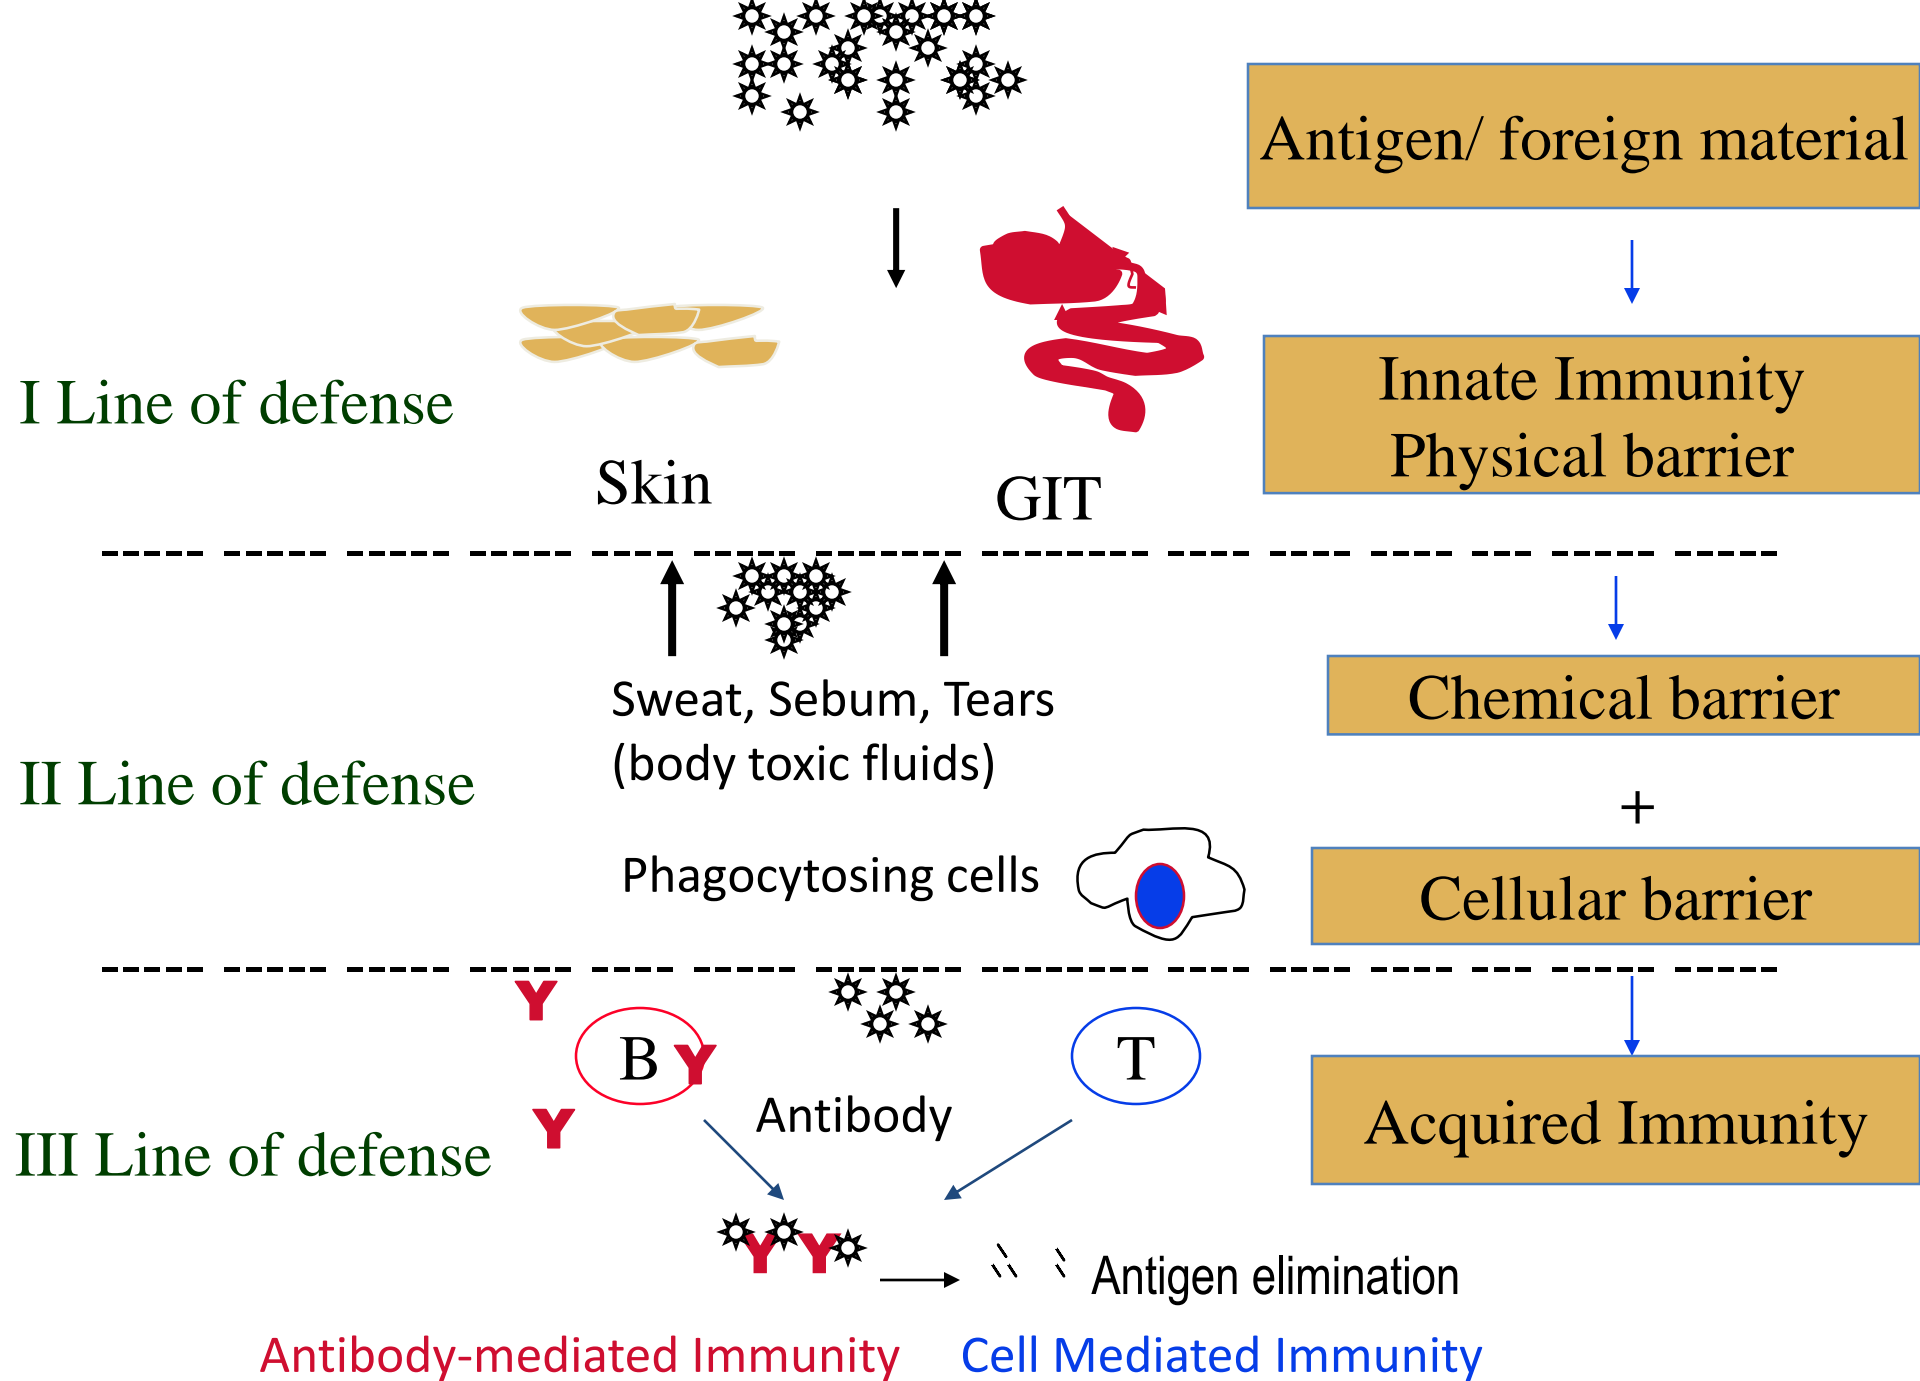 Antigen/ foreign material
I Line of defense
Skin
GIT
Innate Immunity
Physical barrier
II Line of defense
Sweat, Sebum, Tears
(body toxic fluids)
Phagocytosing cells
Chemical barrier
+
Cellular barrier
III Line of defense
B
T
Antibody
Acquired Immunity
Antigen elimination
Antibody-mediated Immunity
Cell Mediated Immunity